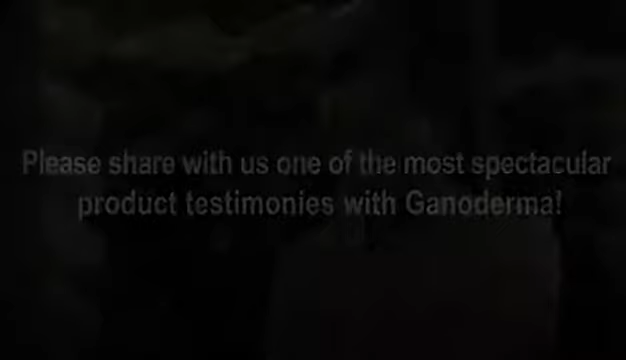 Please share with us one of the most spectacular
product testimonies with Ganoderma!